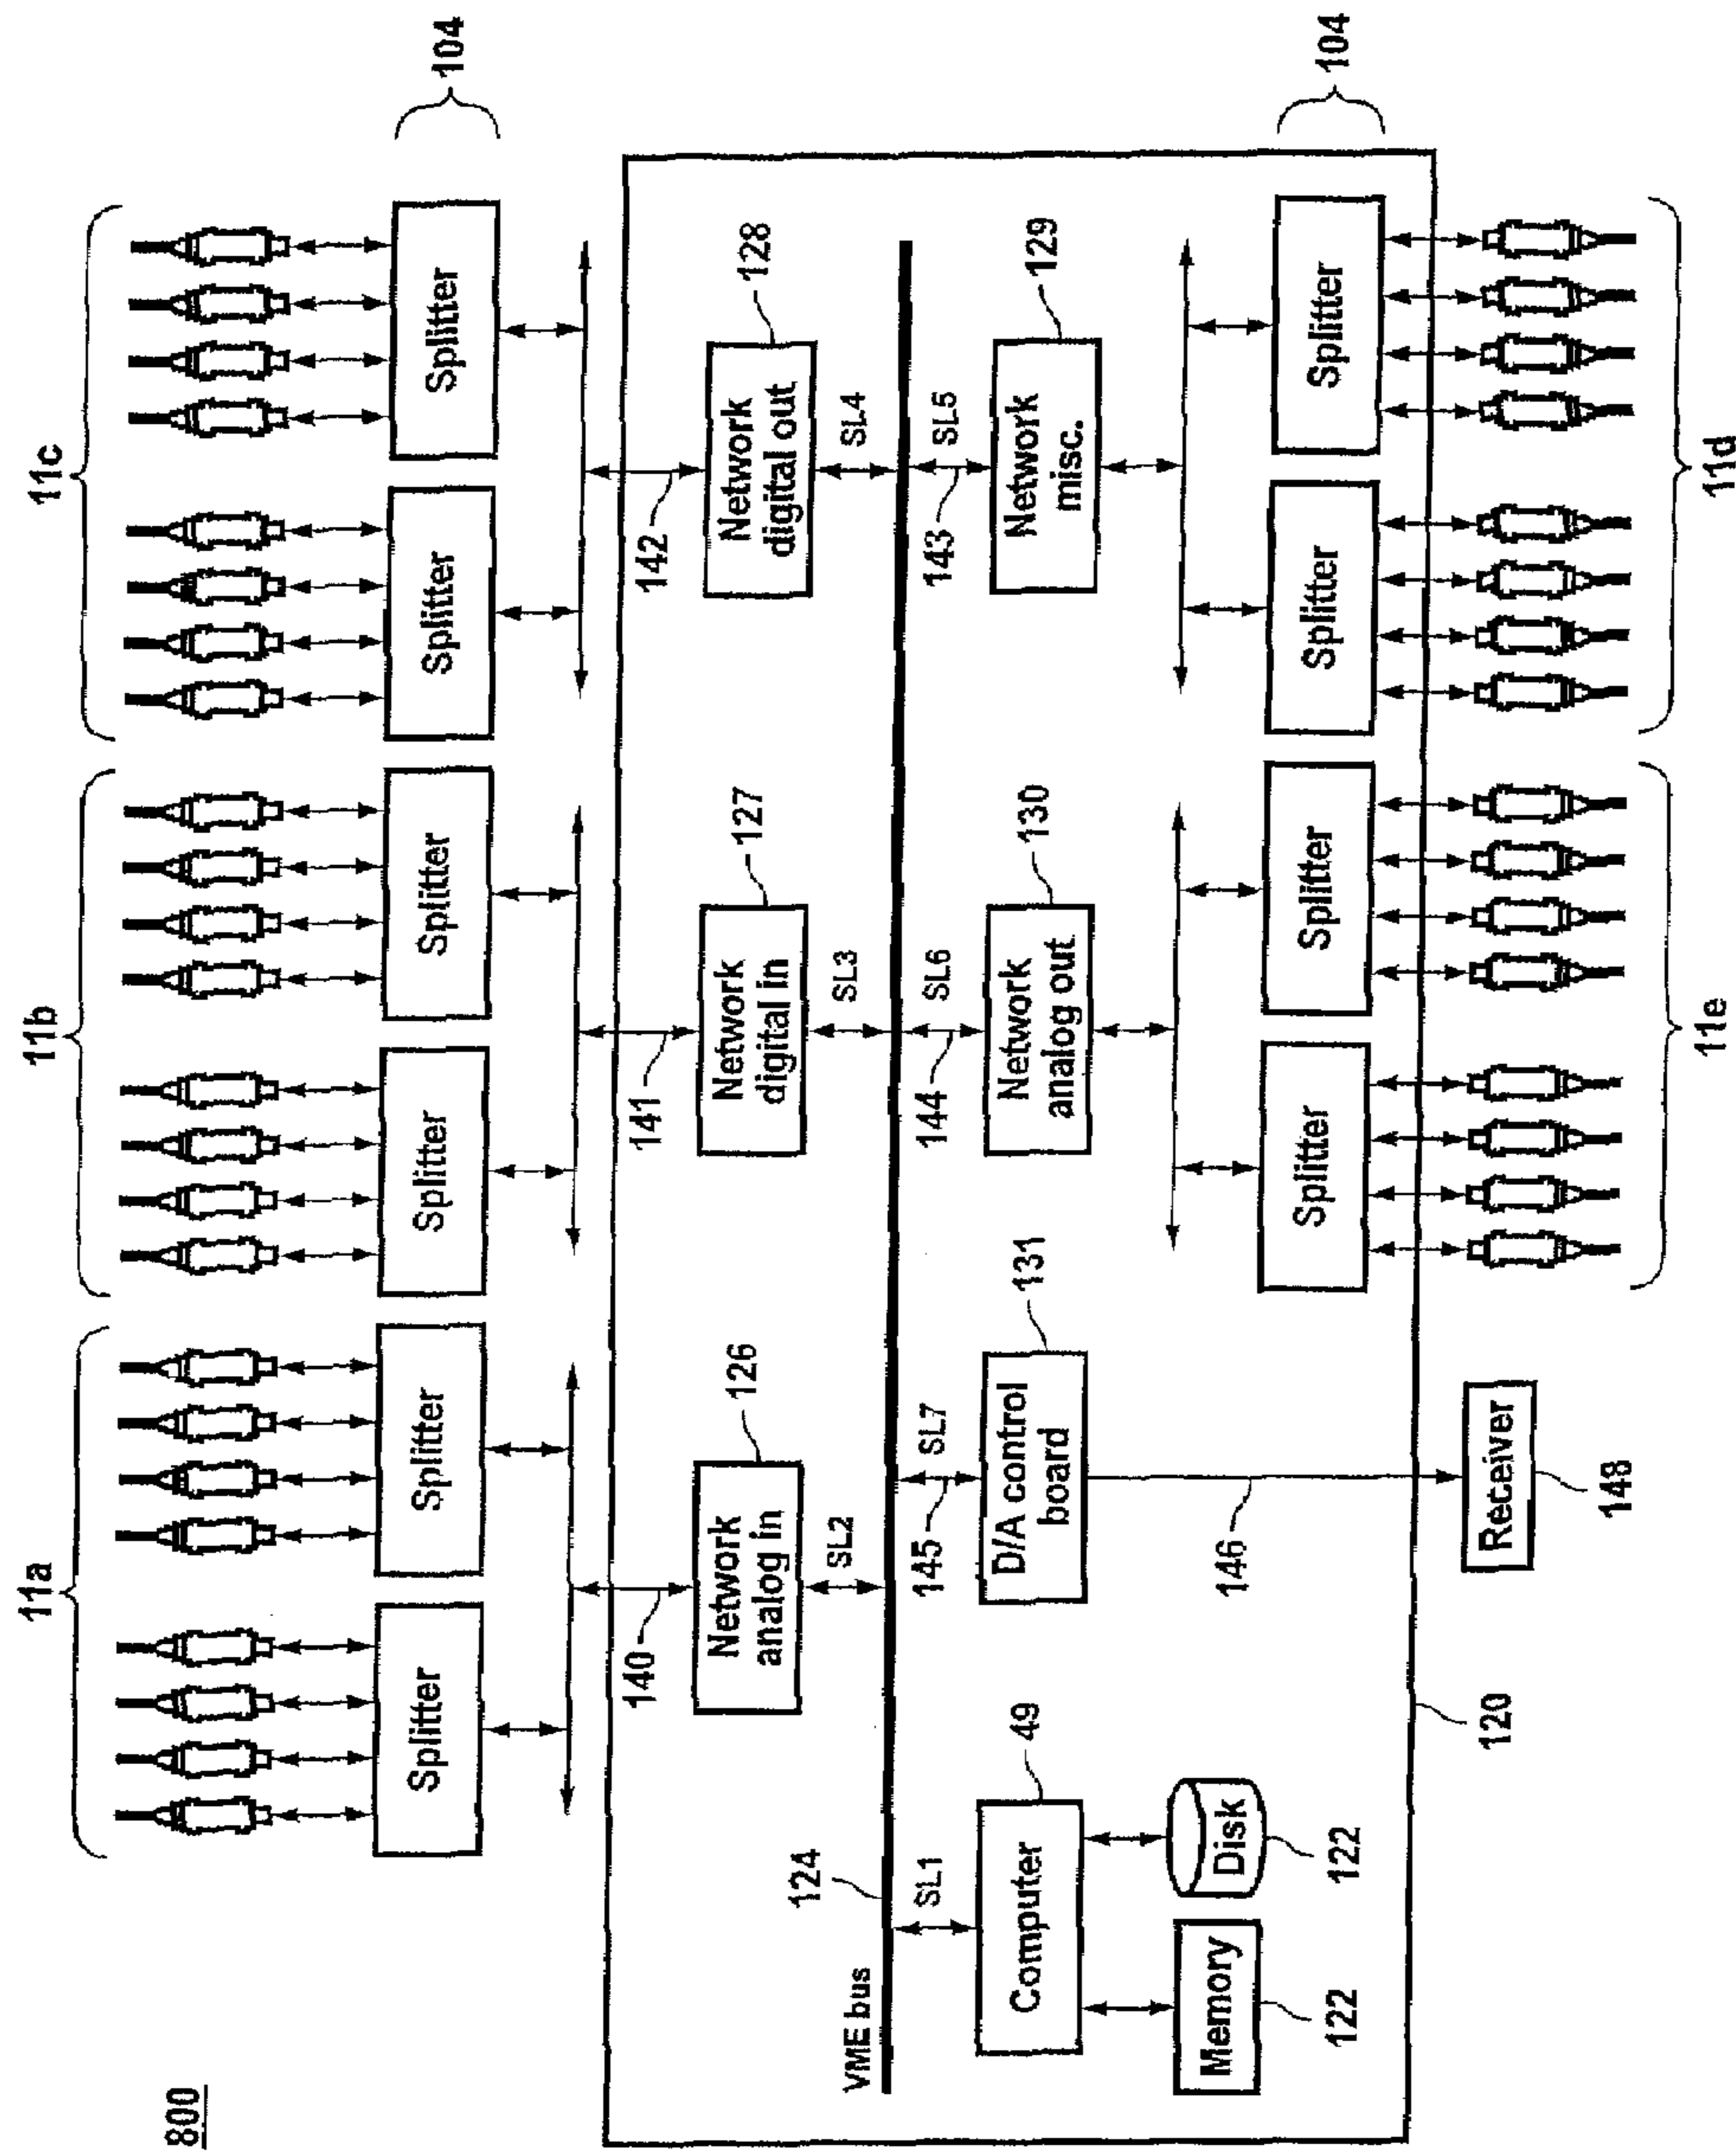 800
11a
11b
11c
104
Splitter
Splitter
Splitter
Splitter
Splitter
Splitter
140
141
142
Network
analog in
126
Network
digital in
127
Network
digital out
128
SL2
SL3
SL4
VME bus
124
SL1
145
SL7
144
SL6
143
SL5
Computer
49
D/A control
board
131
Network
analog out
130
Network
misc.
129
Memory
122
Disk
122
146
Splitter
Splitter
Splitter
Splitter
104
120
Receiver
148
11e
11d